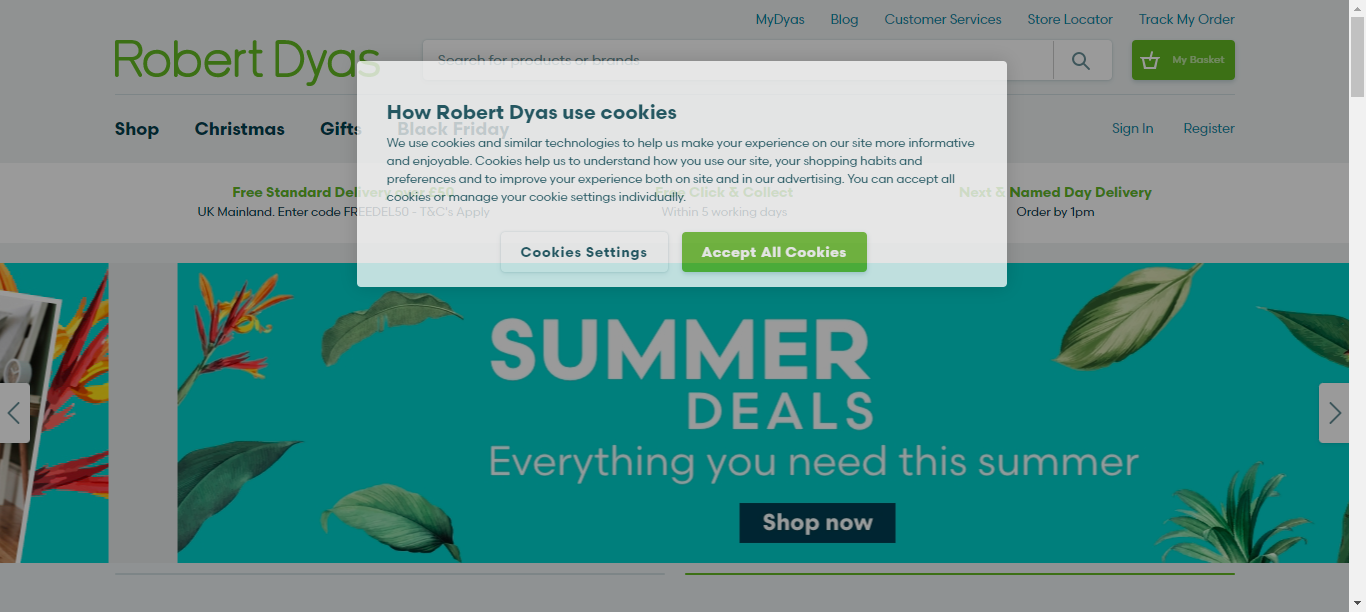 MyDyas Blog Customer Services Store Locator Track My Order
Robert Dyas
Search for products or brands
My Basket
Shop Christmas Gifts Black Friday
Sign In Register
How Robert Dyas use cookies
We use cookies and similar technologies to help us make your experience on our site more informative
and enjoyable. Cookies help us to understand how you use our site, your shopping habits and
preferences and to improve your experience both on site and in our advertising. You can accept all
cookies or manage your cookie settings individually.
Cookies Settings Accept All Cookies
Free Standard Delivery over £50
UK Mainland. Enter code FREEDEL50 - T&C's Apply
Free Click & Collect
Within 5 working days
Next & Named Day Delivery
Order by 1pm
SUMMER
DEALS
Everything you need this summer
Shop now